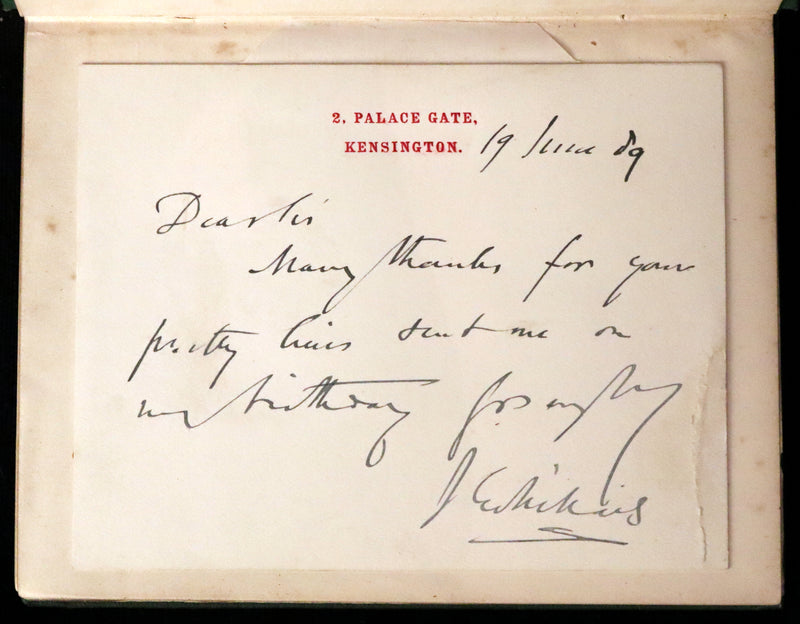 2, PALACE GATE,
KENSINGTON. 19 June 89
Dear Sir
Many thanks for your
pretty lines sent me on
my birthday
J E Millais